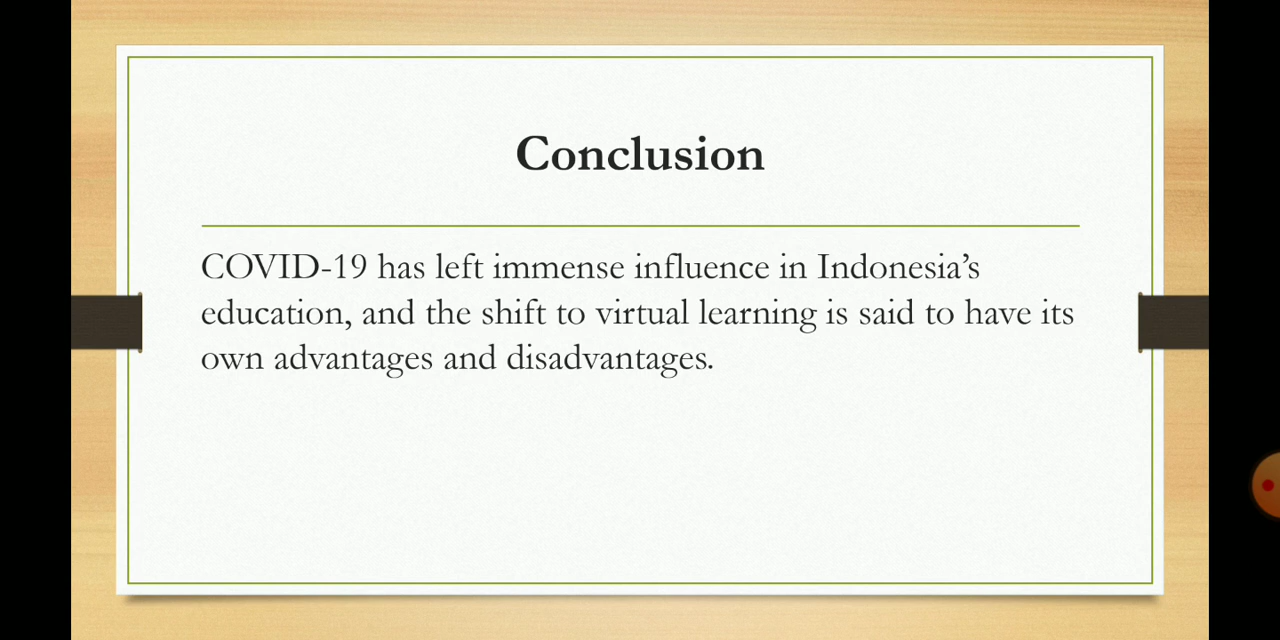 Conclusion
COVID-19 has left immense influence in Indonesia’s
education, and the shift to virtual learning is said to have its
own advantages and disadvantages.